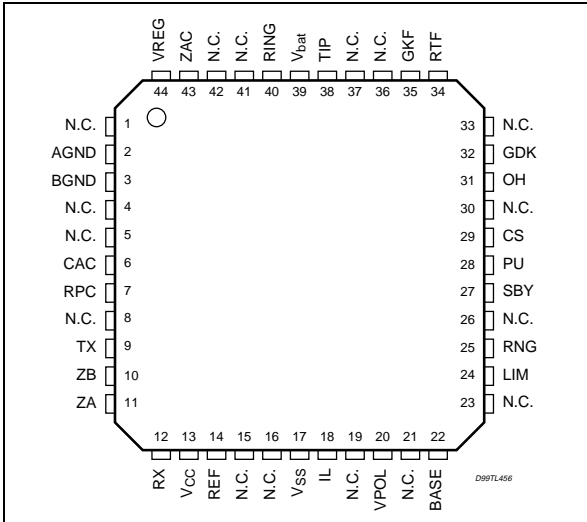 VREG ZAC N.C. N.C. RING Vbat TIP N.C. N.C. GKF RTF
44 43 42 41 40 39 38 37 36 35 34
N.C. 1 33 N.C.
AGND 2 32 GDK
BGND 3 31 OH
N.C. 4 30 N.C.
N.C. 5 29 CS
CAC 6 28 PU
RPC 7 27 SBY
N.C. 8 26 N.C.
TX 9 25 RNG
ZB 10 24 LIM
ZA 11 23 N.C.
12 13 14 15 16 17 18 19 20 21 22
RX VCC REF N.C. N.C. VSS IL N.C. VPOL N.C. BASE
D99TL456